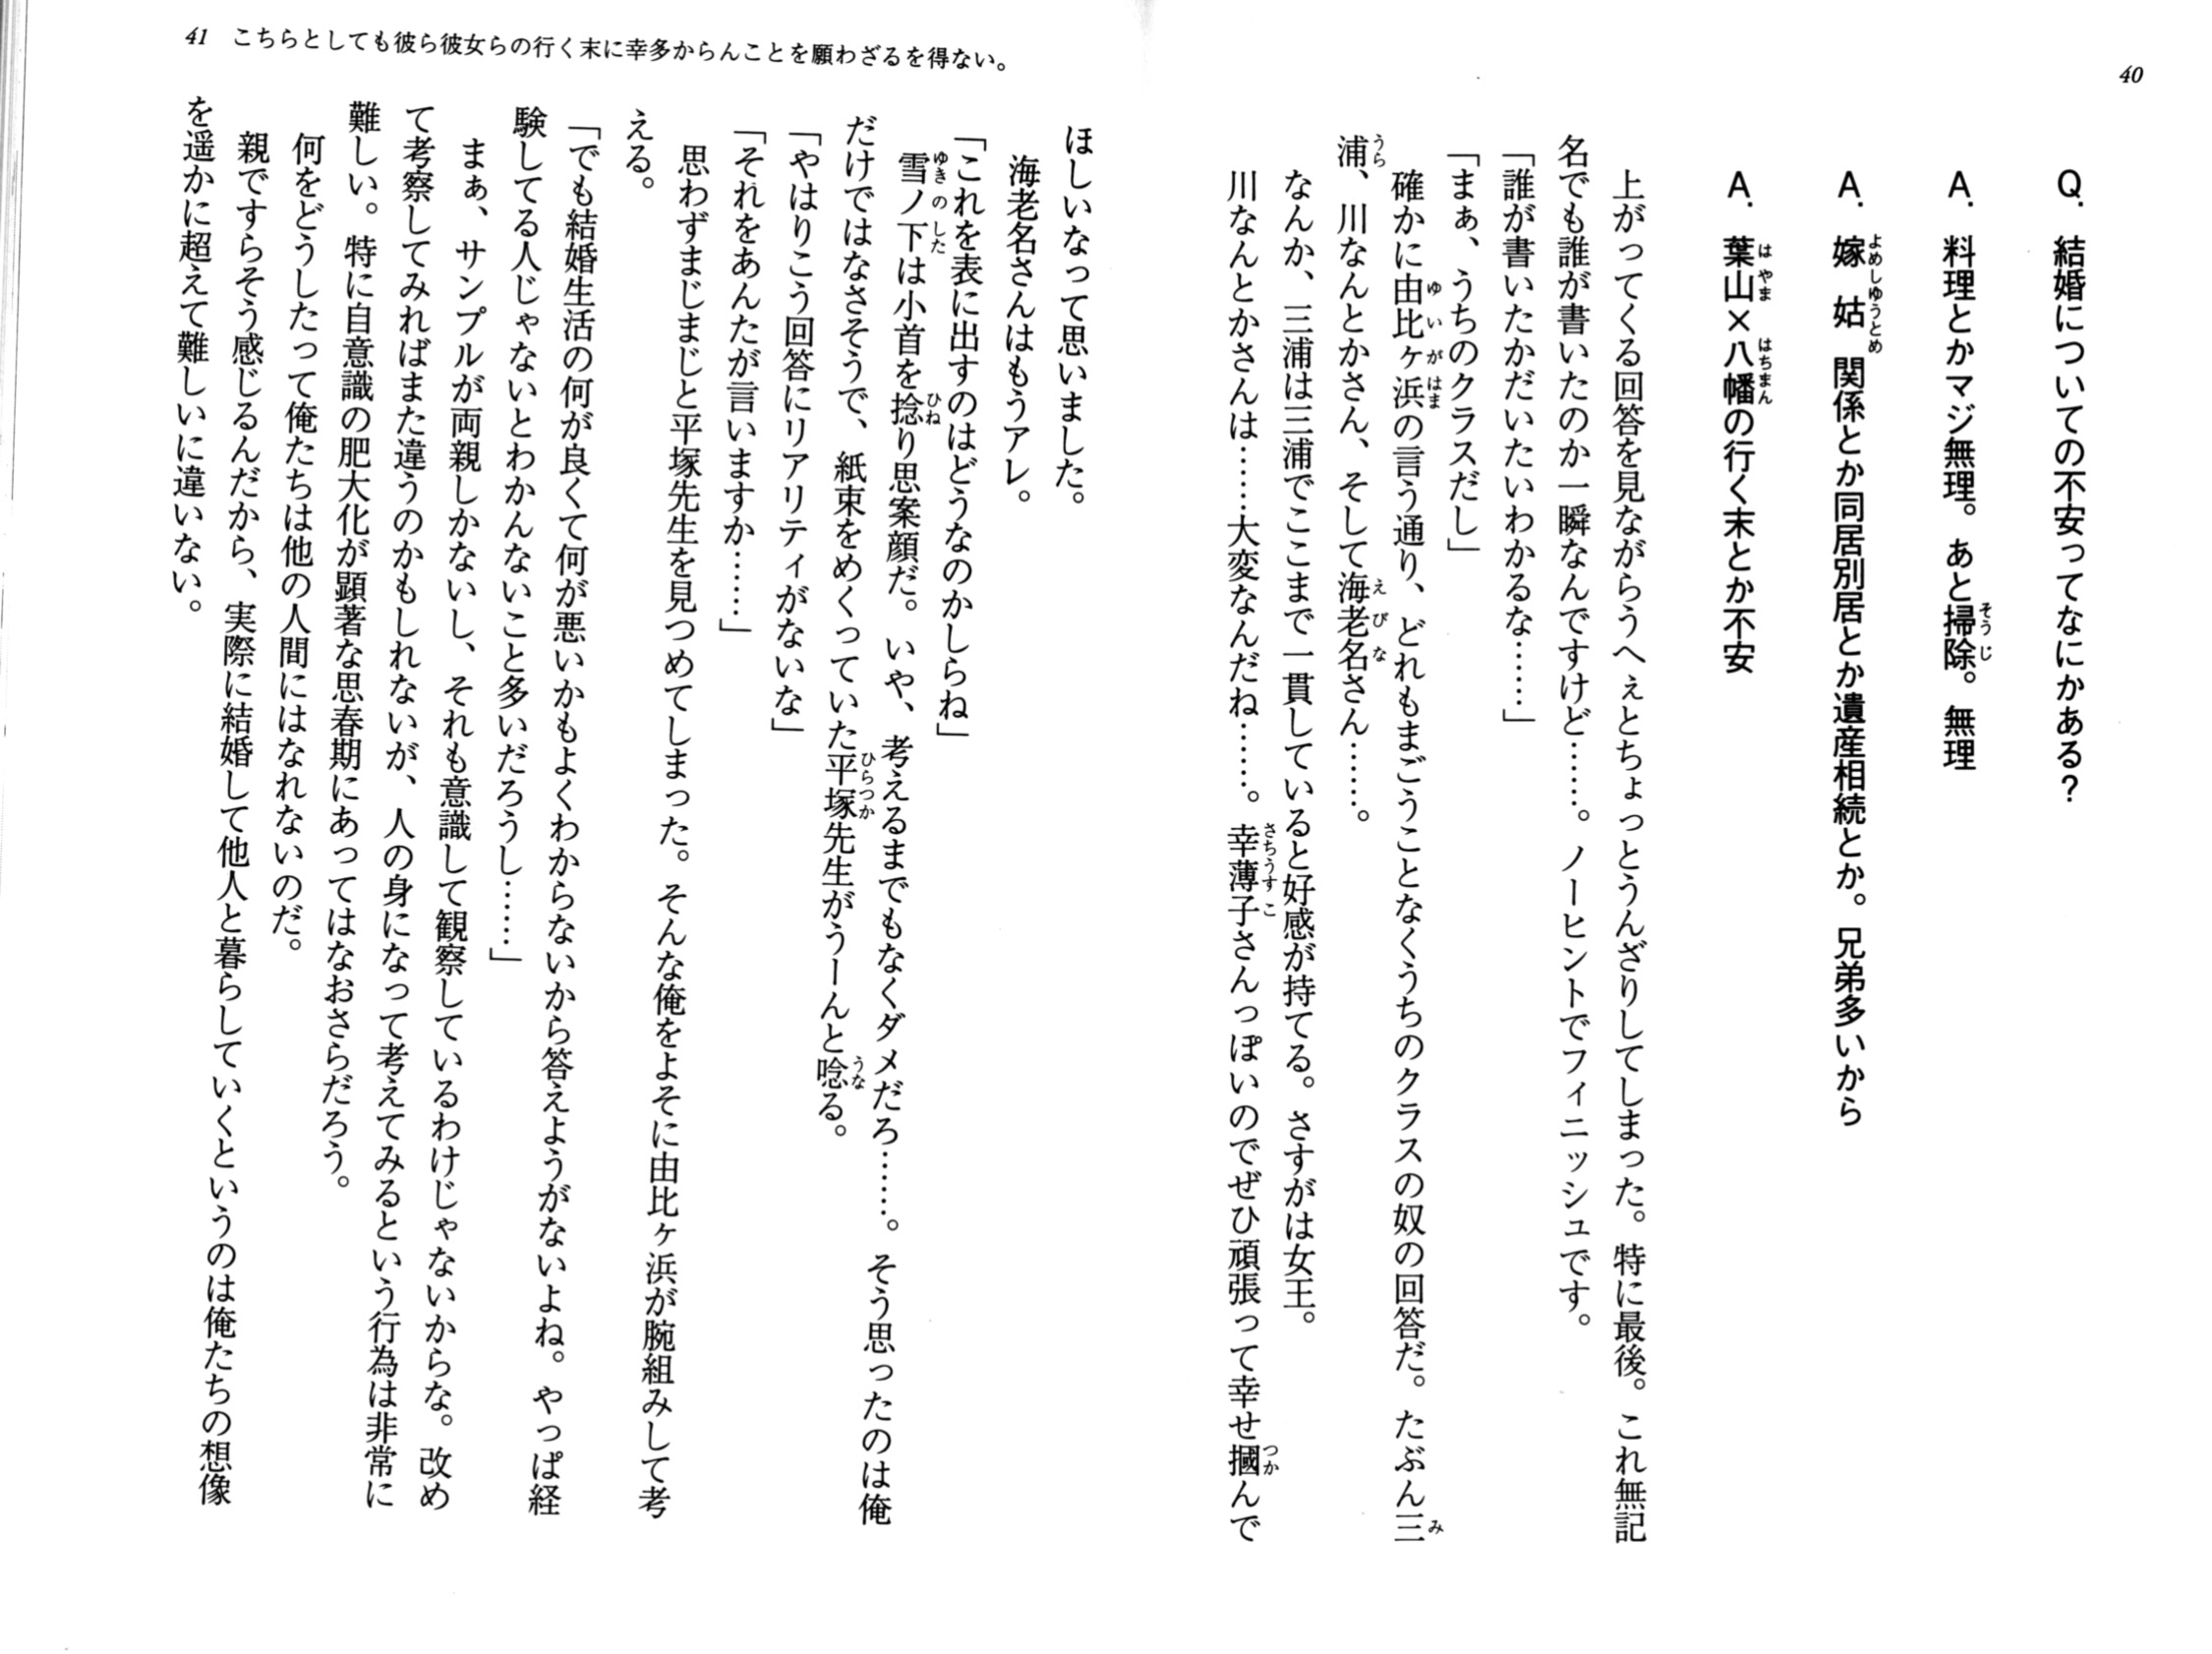 40
Q. 結婚についての不安ってなにかある？
A. 料理とかマジ無理。あと掃除。無理
A. 嫁姑関係とか同居別居とか遺産相続とか。兄弟多いから
A. 葉山×八幡の行く末とか不安
上がってくる回答を見ながらうへぇとちょっとうんざりしてしまった。特に最後。これ無記
名でも誰が書いたのか一瞬なんですけど……。ノーヒントでフィニッシュです。
「誰が書いたかだいたいわかるな……」
「まぁ、うちのクラスだし」
確かに由比ヶ浜の言う通り、どれもまごうことなくうちのクラスの奴の回答だ。たぶん三
浦、川なんとかさん、そして海老名さん……。
なんか、三浦は三浦でここまで一貫していると好感が持てる。さすがは女王。
川なんとかさんは……大変なんだね……。幸薄子さんっぽいのでぜひ頑張って幸せ摑んで
41 こちらとしても彼ら彼女らの行く末に幸多からんことを願わざるを得ない。
ほしいなって思いました。
海老名さんはもうアレ。
「これを表に出すのはどうなのかしらね」
雪ノ下は小首を捻り思案顔だ。いや、考えるまでもなくダメだろ……。そう思ったのは俺
だけではなさそうで、紙束をめくっていた平塚先生がうーんと唸る。
「やはりこう回答にリアリティがないな」
「それをあんたが言いますか……」
思わずまじまじと平塚先生を見つめてしまった。そんな俺をよそに由比ヶ浜が腕組みして考
える。
「でも結婚生活の何が良くて何が悪いかもよくわからないから答えようがないよね。やっぱ経
験してる人じゃないとわかんないこと多いだろうし……」
まぁ、サンプルが両親しかないし、それも意識して観察しているわけじゃないからな。改め
て考察してみればまた違うのかもしれないが、人の身になって考えてみるという行為は非常に
難しい。特に自意識の肥大化が顕著な思春期にあってはなおさらだろう。
何をどうしたって俺たちは他の人間にはなれないのだ。
親ですらそう感じるんだから、実際に結婚して他人と暮らしていくというのは俺たちの想像
を遥かに超えて難しいに違いない。